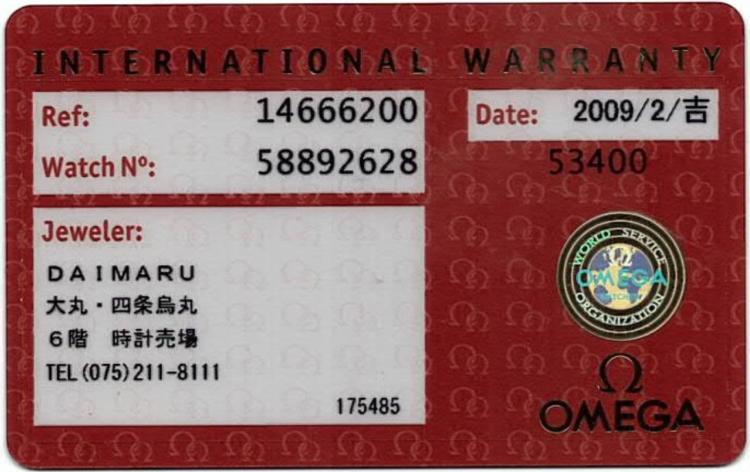 INTERNATIONAL WARRANTY
Ref: 14666200
Date: 2009/2/吉
Watch Nº: 58892628
53400
Jeweler:
DAIMARU
大丸・四条烏丸
6階 時計売場
TEL(075)211-8111
175485
WORLD SERVICE
OMEGA
ORGANIZATION
Ω
OMEGA